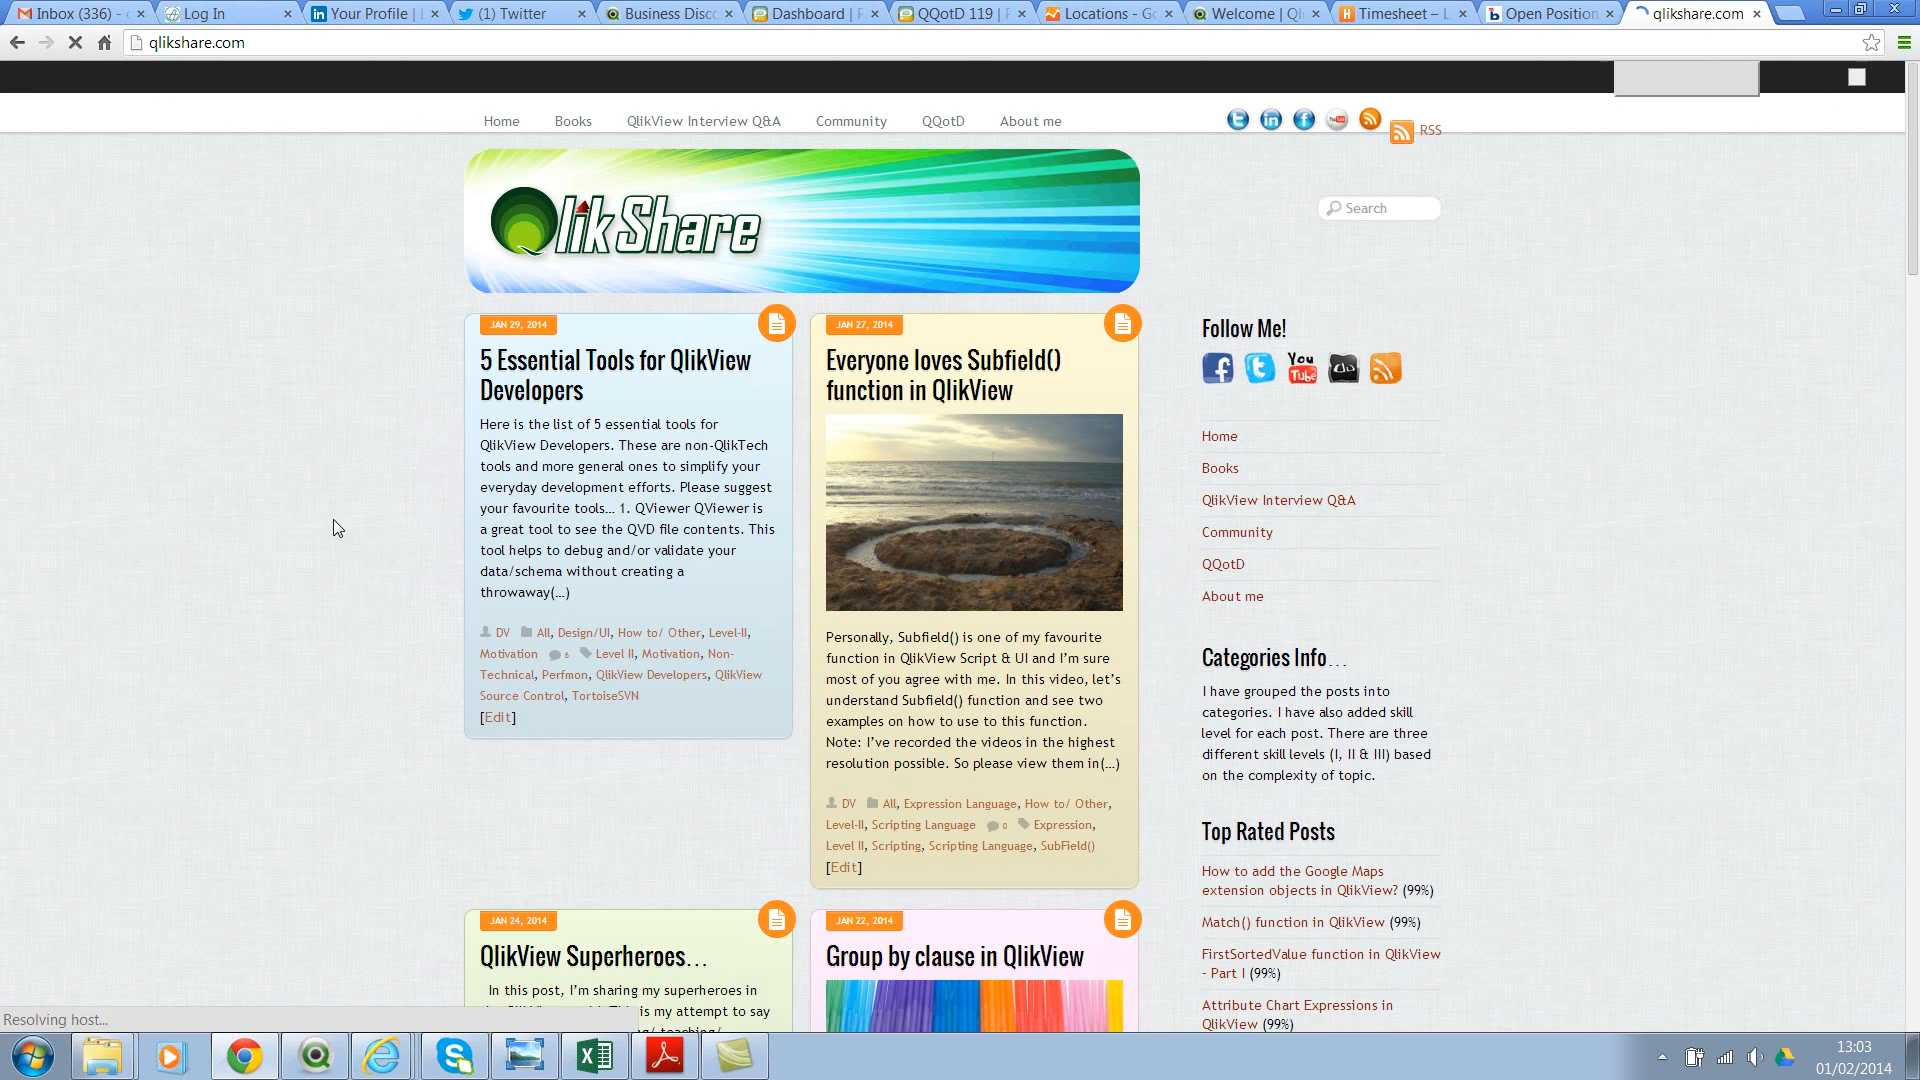 Inbox (336) -
Log In
Your Profile |
(1) Twitter
Business Disc
Dashboard |
QQotD 119 |
Locations - Go
Welcome | Ql
Timesheet –
Open Position
qlikshare.com
qlikshare.com
Home
Books
QlikView Interview Q&A
Community
QQotD
About me
RSS
QlikShare
Search
JAN 29, 2014
5 Essential Tools for QlikView
Developers
Here is the list of 5 essential tools for
QlikView Developers. These are non-QlikTech
tools and more general ones to simplify your
everyday development efforts. Please suggest
your favourite tools... 1. QViewer QViewer is
a great tool to see the QVD file contents. This
tool helps to debug and/or validate your
data/schema without creating a
throwaway(...)
DV All, Design/UI, How to/ Other, Level-II,
Motivation 6 Level II, Motivation, Non-
Technical, Perfmon, QlikView Developers, QlikView
Source Control, TortoiseSVN
[Edit]
JAN 27, 2014
Everyone loves Subfield()
function in QlikView
Personally, Subfield() is one of my favourite
function in QlikView Script & UI and I'm sure
most of you agree with me. In this video, let's
understand Subfield() function and see two
examples on how to use to this function.
Note: I've recorded the videos in the highest
resolution possible. So please view them in(...)
DV All, Expression Language, How to/ Other,
Level-II, Scripting Language 0 Expression,
Level II, Scripting, Scripting Language, SubField()
[Edit]
JAN 24, 2014
QlikView Superheroes...
In this post, I'm sharing my superheroes in
is my attempt to say
JAN 22, 2014
Group by clause in QlikView
Follow Me!
You
Tube
Home
Books
QlikView Interview Q&A
Community
QQotD
About me
Categories Info...
I have grouped the posts into
categories. I have also added skill
level for each post. There are three
different skill levels (I, II & III) based
on the complexity of topic.
Top Rated Posts
How to add the Google Maps
extension objects in QlikView? (99%)
Match() function in QlikView (99%)
FirstSortedValue function in QlikView
- Part I (99%)
Attribute Chart Expressions in
QlikView (99%)
Resolving host...
13:03
01/02/2014